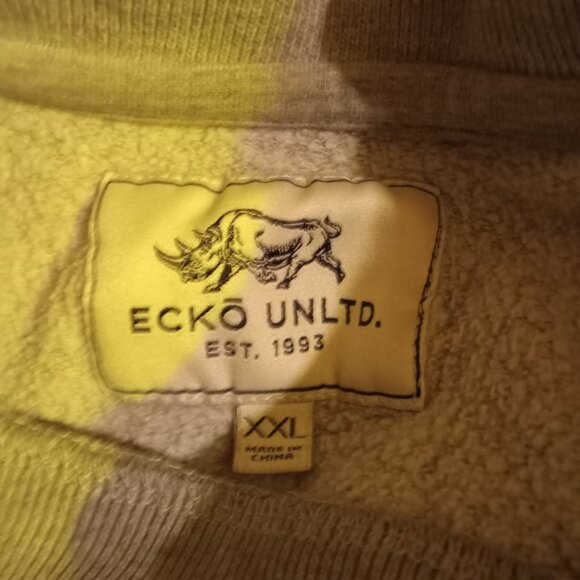 ECKŌ UNLTD.
EST. 1993
XXL
MADE IN
CHINA